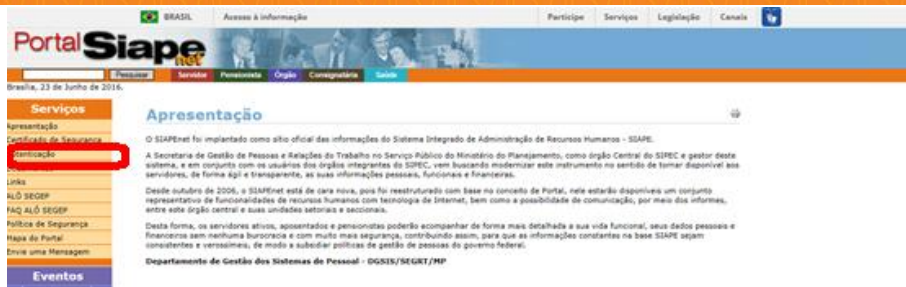 BRASIL Acesso à informação Participe Serviços Legislação Canais
Portal Siape
net
Pesquisar Servidor Pensionista Órgão Consignatária Saúde
Brasília, 23 de Junho de 2016.
Serviços
Apresentação
Certificado de Segurança
Autenticação
Links
ALÔ SEGEP
FAQ ALÔ SEGEP
Política de Segurança
Mapa do Portal
Envie uma Mensagem
Eventos
Apresentação
O SIAPEnet foi implantado como sítio oficial das informações do Sistema Integrado de Administração de Recursos Humanos - SIAPE.
A Secretaria de Gestão de Pessoas e Relações do Trabalho no Serviço Público do Ministério do Planejamento, como órgão Central do SIPEC e gestor deste
sistema, e em conjunto com os usuários dos órgãos integrantes do SIPEC, vem buscando modernizar este instrumento no sentido de tornar disponível aos
servidores, de forma ágil e transparente, as suas informações pessoais, funcionais e financeiras.
Desde outubro de 2006, o SIAPEnet está de cara nova, pois foi reestruturado com base no conceito de Portal, nele estarão disponíveis um conjunto
representativo de funcionalidades de recursos humanos com tecnologia de Internet, bem como a possibilidade de comunicação, por meio dos informes,
entre este órgão central e suas unidades setoriais e seccionais.
Desta forma, os servidores ativos, aposentados e pensionistas poderão acompanhar de forma mais detalhada a sua vida funcional, seus dados pessoais e
financeiros sem nenhuma burocracia e com muito mais segurança, contribuindo assim, para que as informações constantes na base SIAPE sejam
consistentes e verossímeis, de modo a subsidiar políticas de gestão de pessoas do governo federal.
Departamento de Gestão dos Sistemas de Pessoal - DGSIS/SEGRT/MP